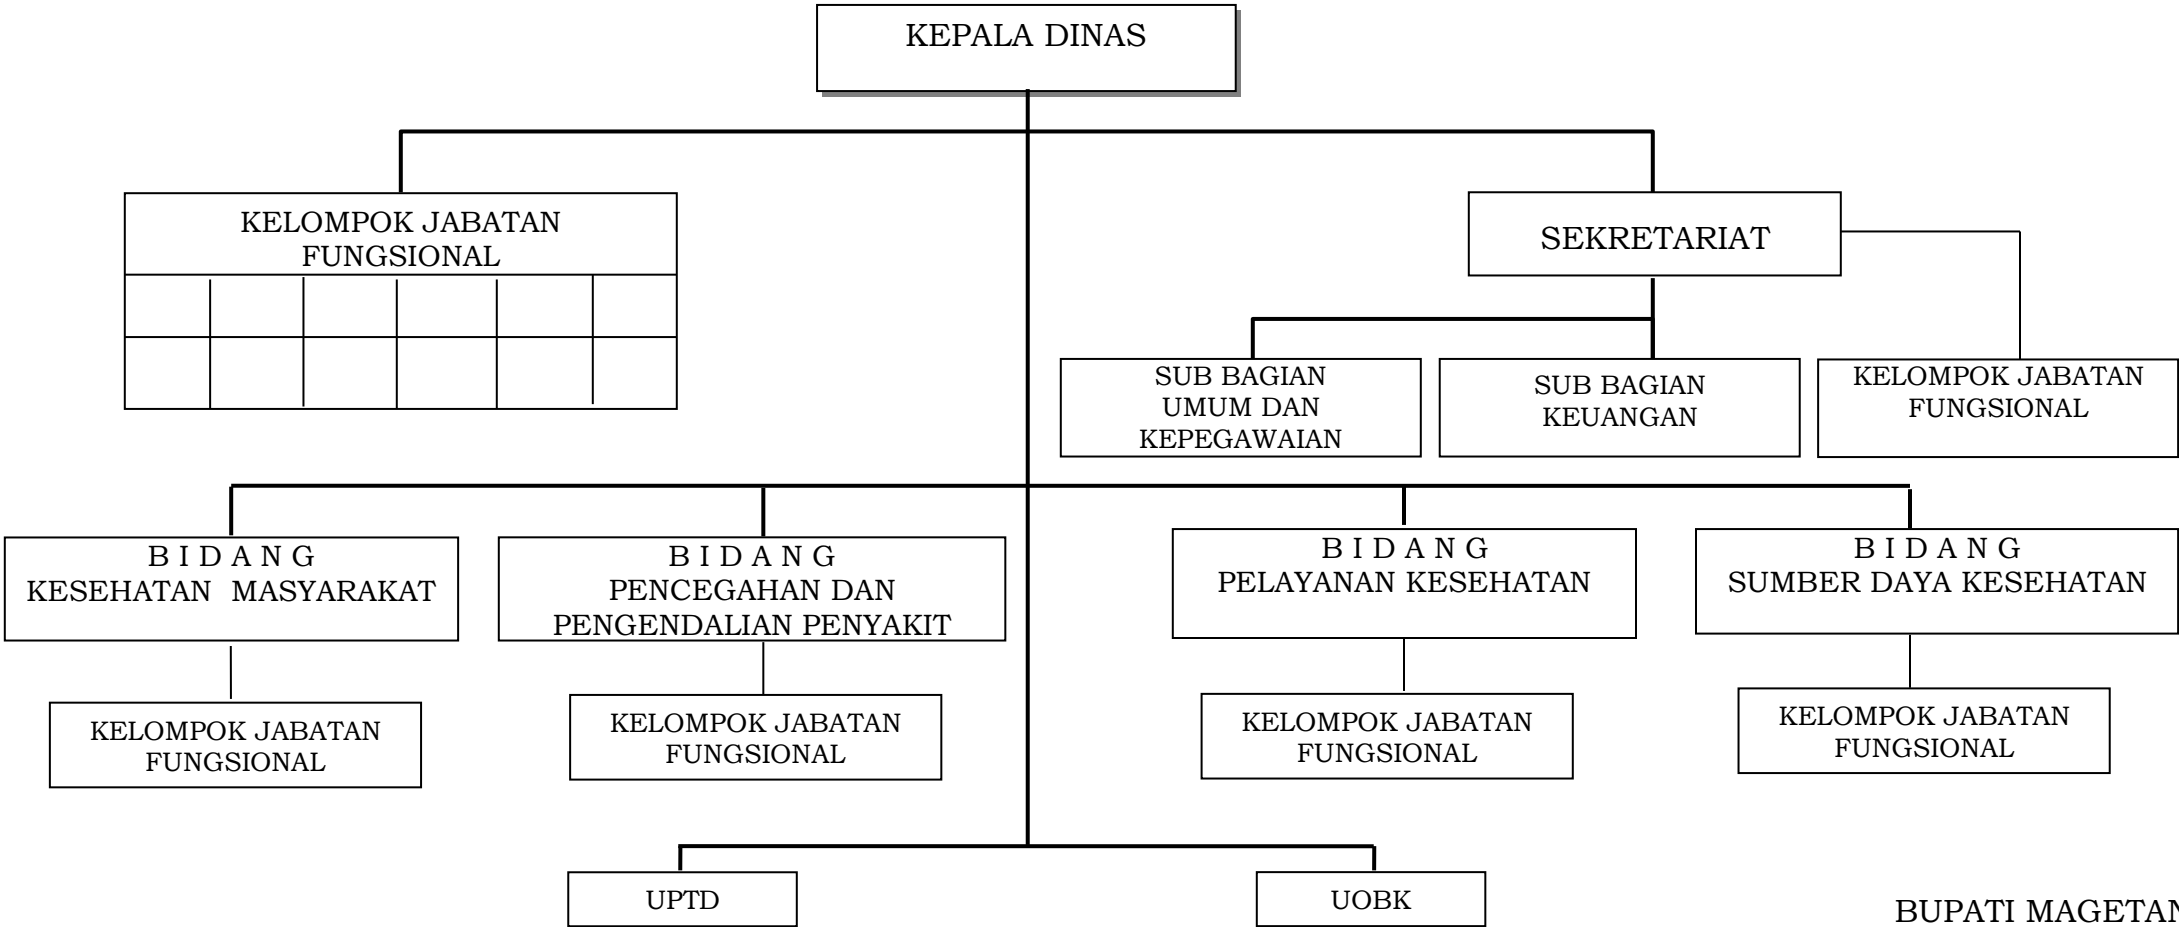 KEPALA DINAS
KELOMPOK JABATAN
FUNGSIONAL
SEKRETARIAT
SUB BAGIAN
UMUM DAN
KEPEGAWAIAN
SUB BAGIAN
KEUANGAN
KELOMPOK JABATAN
FUNGSIONAL
B I D A N G
KESEHATAN MASYARAKAT
B I D A N G
PENCEGAHAN DAN
PENGENDALIAN PENYAKIT
B I D A N G
PELAYANAN KESEHATAN
B I D A N G
SUMBER DAYA KESEHATAN
KELOMPOK JABATAN
FUNGSIONAL
KELOMPOK JABATAN
FUNGSIONAL
KELOMPOK JABATAN
FUNGSIONAL
KELOMPOK JABATAN
FUNGSIONAL
UPTD
UOBK
BUPATI MAGETAN